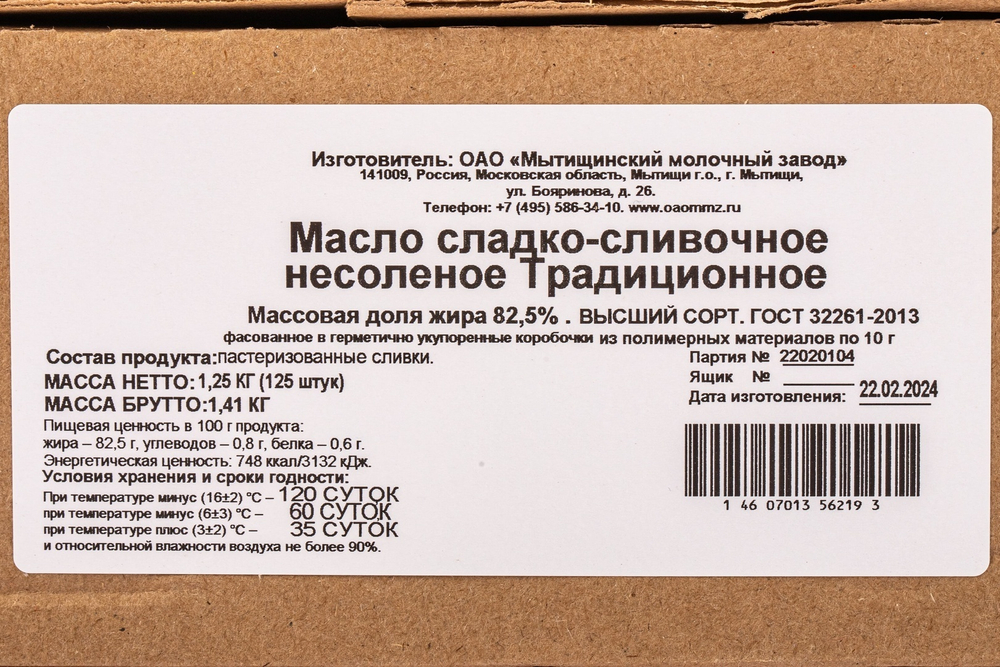 Изготовитель: ОАО «Мытищинский молочный завод»
141009, Россия, Московская область, Мытищи г.о., г. Мытищи,
ул. Бояринова, д. 26.
Телефон: +7 (495) 586-34-10. www.oaommz.ru
Масло сладко-сливочное
несоленое Традиционное
Массовая доля жира 82,5% . ВЫСШИЙ СОРТ. ГОСТ 32261-2013
фасованное в герметично укупоренные коробочки из полимерных материалов по 10 г
Состав продукта:пастеризованные сливки.
МАССА НЕТТО: 1,25 КГ (125 штук)
МАССА БРУТТО:1,41 КГ
Пищевая ценность в 100 г продукта:
жира – 82,5 г, углеводов – 0,8 г, белка – 0,6 г.
Энергетическая ценность: 748 ккал/3132 кДж.
Условия хранения и сроки годности:
При температуре минус (16±2) °С – 120 СУТОК
при температуре минус (6±3) °С – 60 СУТОК
при температуре плюс (3±2) °С – 35 СУТОК
и относительной влажности воздуха не более 90%.
Партия № 22020104
Ящик №
Дата изготовления: 22.02.2024
1 46 07013 56219 3